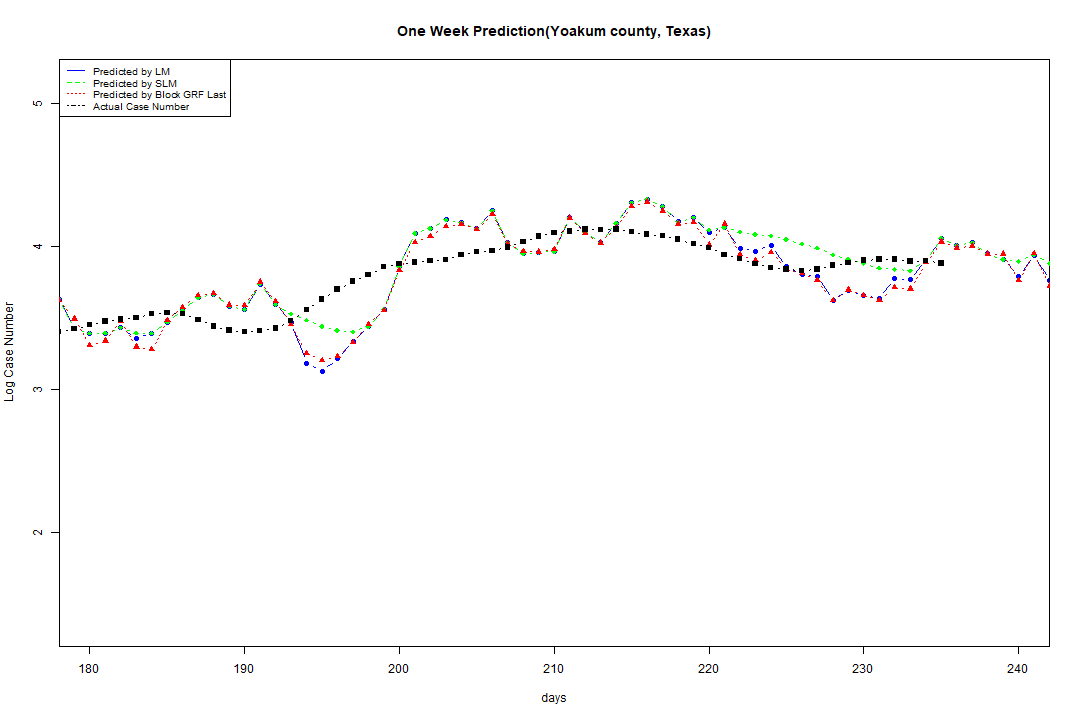 One Week Prediction(Yoakum county, Texas)
Predicted by LM
Predicted by SLM
Predicted by Block GRF Last
Actual Case Number
5
4
3
2
Log Case Number
180 190 200 210 220 230 240
days